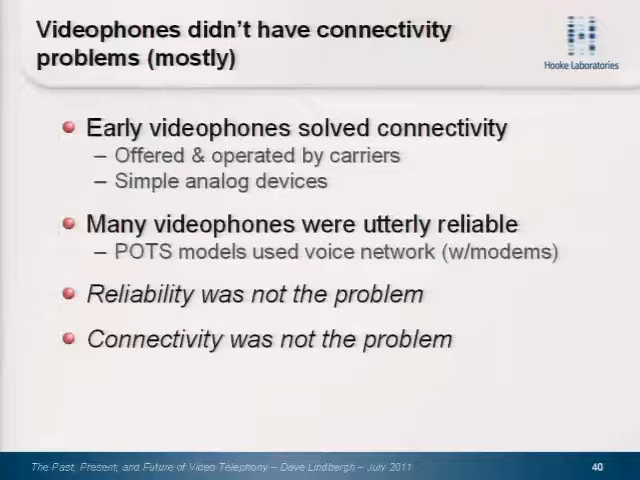 Videophones didn't have connectivity
problems (mostly)
Hooke Laboratories
Early videophones solved connectivity
– Offered & operated by carriers
– Simple analog devices
Many videophones were utterly reliable
– POTS models used voice network (w/modems)
Reliability was not the problem
Connectivity was not the problem
The Past, Present, and Future of Video Telephony – Dave Lindbergh – July 2011
40